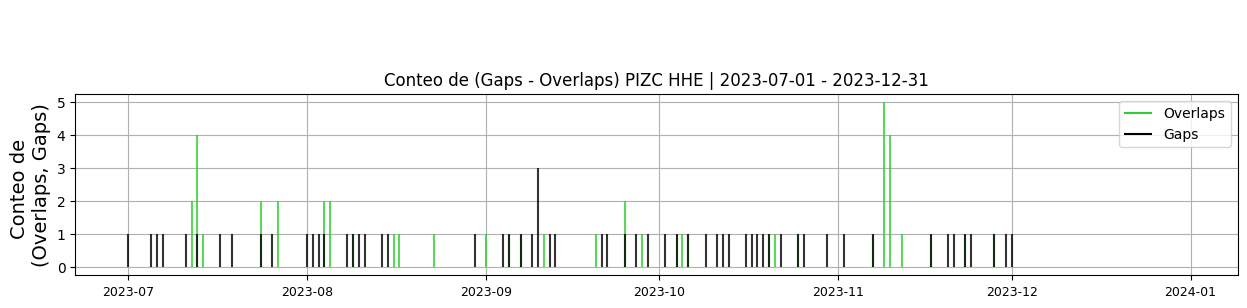 Conteo de (Gaps - Overlaps) PIZC HHE | 2023-07-01 - 2023-12-31
Conteo de
(Overlaps, Gaps)
5
4
3
2
1
0
Overlaps
Gaps
2023-07
2023-08
2023-09
2023-10
2023-11
2023-12
2024-01